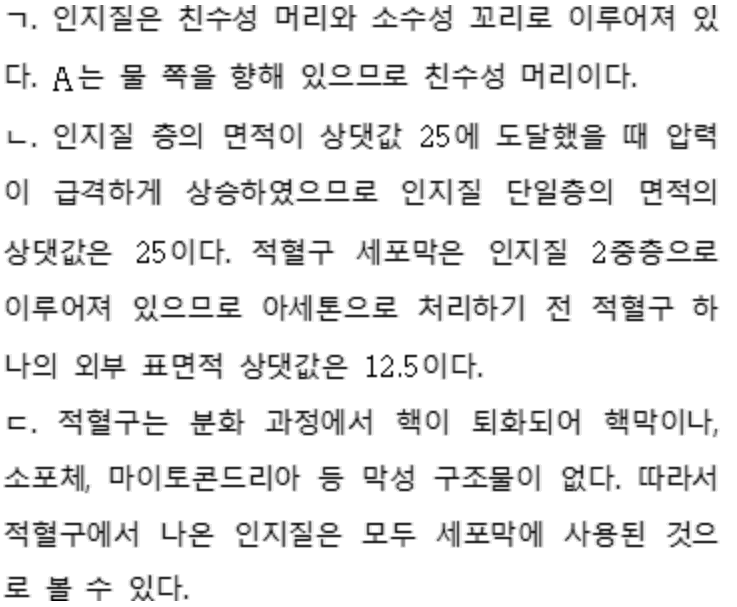 ㄱ. 인지질은 친수성 머리와 소수성 꼬리로 이루어져 있
다. A는 물 쪽을 향해 있으므로 친수성 머리이다.
ㄴ. 인지질 층의 면적이 상댓값 25에 도달했을 때 압력
이 급격하게 상승하였으므로 인지질 단일층의 면적의
상댓값은 25이다. 적혈구 세포막은 인지질 2중층으로
이루어져 있으므로 아세톤으로 처리하기 전 적혈구 하
나의 외부 표면적 상댓값은 12.5이다.
ㄷ. 적혈구는 분화 과정에서 핵이 퇴화되어 핵막이나,
소포체, 마이토콘드리아 등 막성 구조물이 없다. 따라서
적혈구에서 나온 인지질은 모두 세포막에 사용된 것으
로 볼 수 있다.